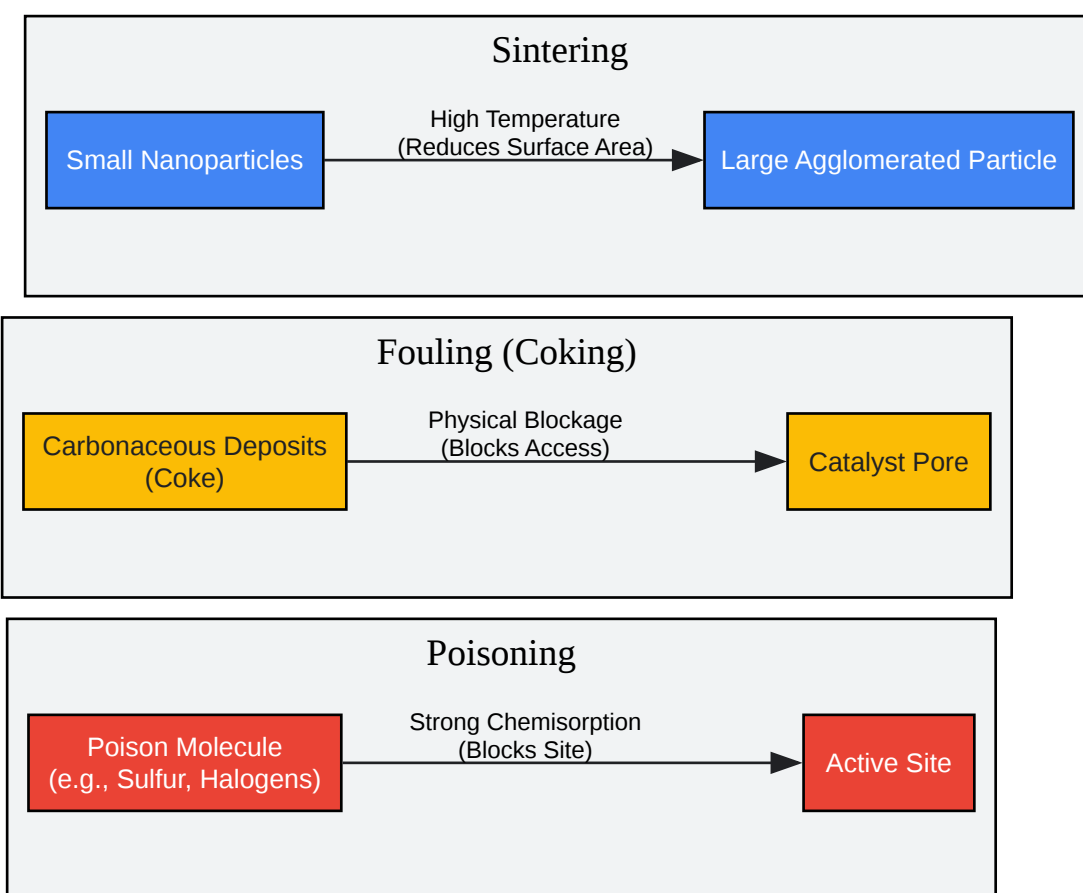 Sintering
Small Nanoparticles
High Temperature
(Reduces Surface Area)
Large Agglomerated Particle
Fouling (Coking)
Carbonaceous Deposits
(Coke)
Physical Blockage
(Blocks Access)
Catalyst Pore
Poisoning
Poison Molecule
(e.g., Sulfur, Halogens)
Strong Chemisorption
(Blocks Site)
Active Site